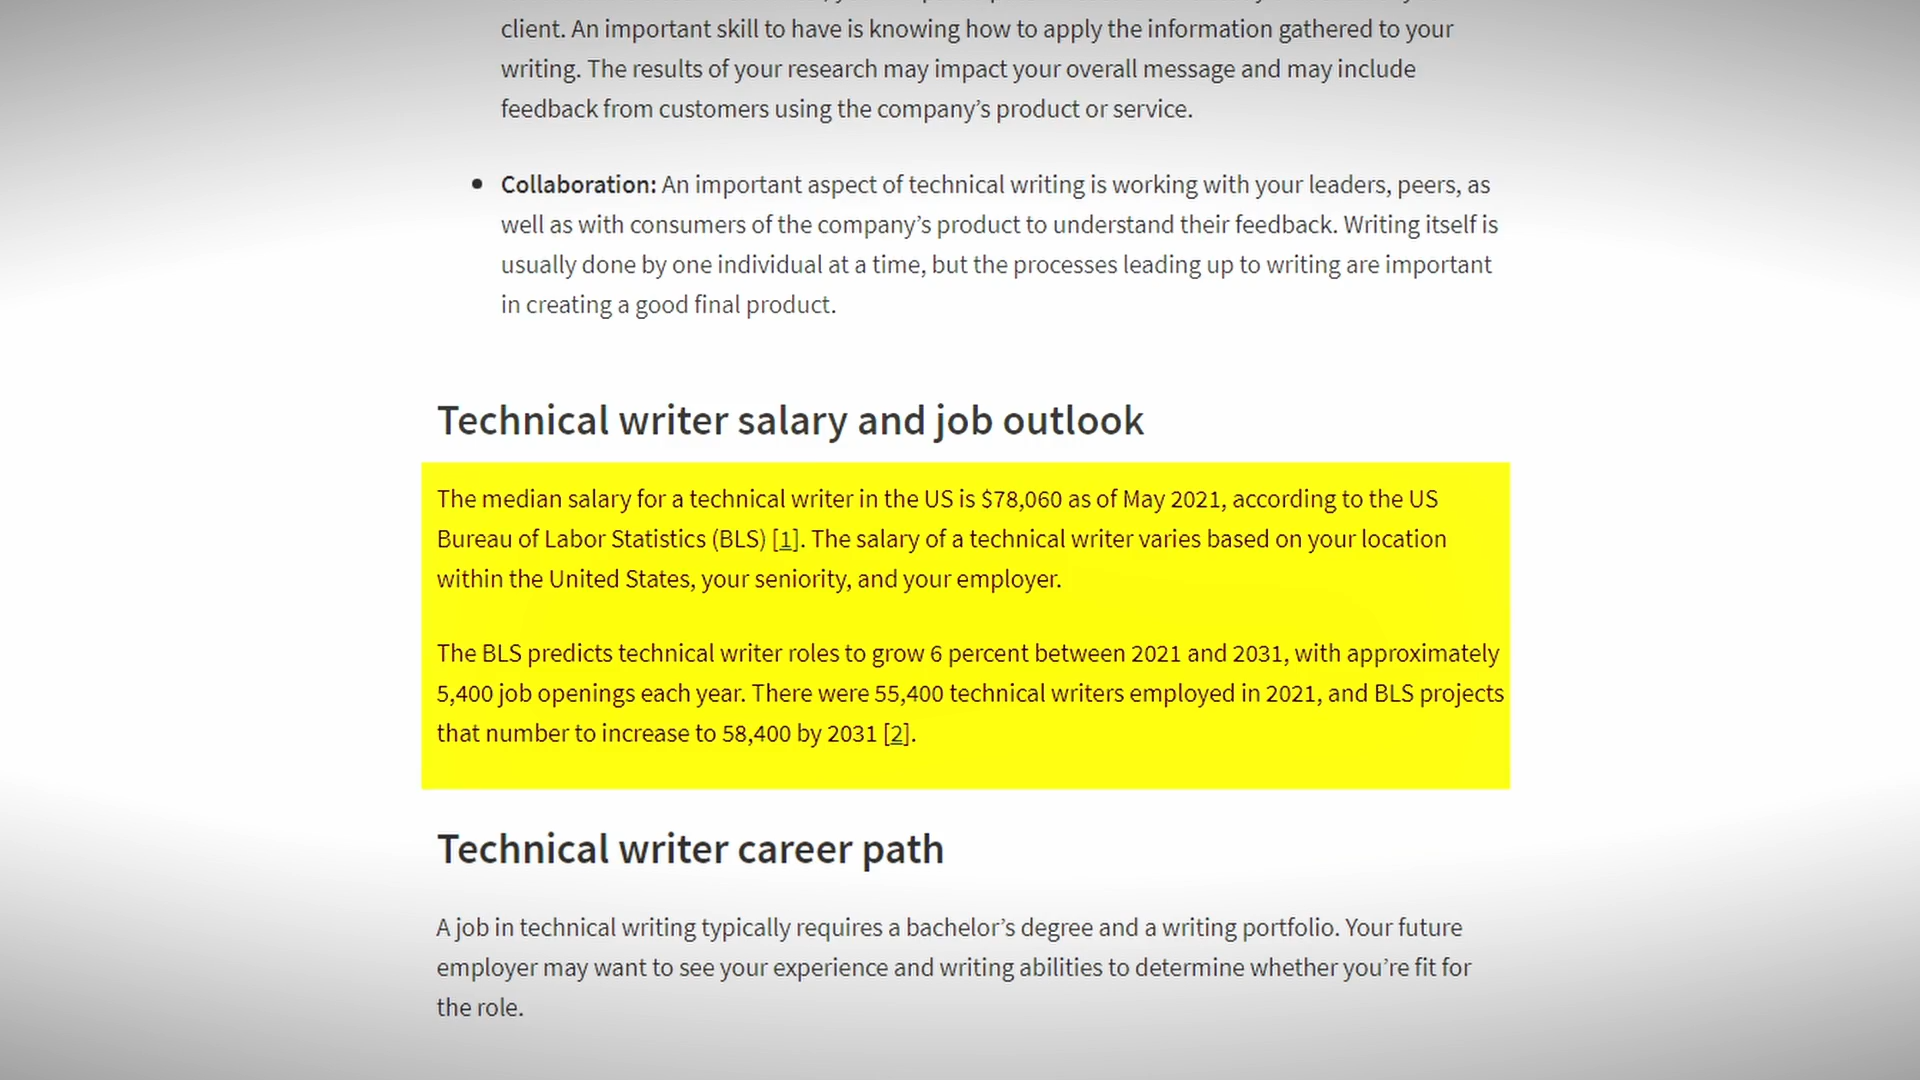 client. An important skill to have is knowing how to apply the information gathered to your
writing. The results of your research may impact your overall message and may include
feedback from customers using the company’s product or service.
• Collaboration: An important aspect of technical writing is working with your leaders, peers, as
well as with consumers of the company’s product to understand their feedback. Writing itself is
usually done by one individual at a time, but the processes leading up to writing are important
in creating a good final product.
Technical writer salary and job outlook
The median salary for a technical writer in the US is $78,060 as of May 2021, according to the US
Bureau of Labor Statistics (BLS) [1]. The salary of a technical writer varies based on your location
within the United States, your seniority, and your employer.
The BLS predicts technical writer roles to grow 6 percent between 2021 and 2031, with approximately
5,400 job openings each year. There were 55,400 technical writers employed in 2021, and BLS projects
that number to increase to 58,400 by 2031 [2].
Technical writer career path
A job in technical writing typically requires a bachelor’s degree and a writing portfolio. Your future
employer may want to see your experience and writing abilities to determine whether you’re fit for
the role.